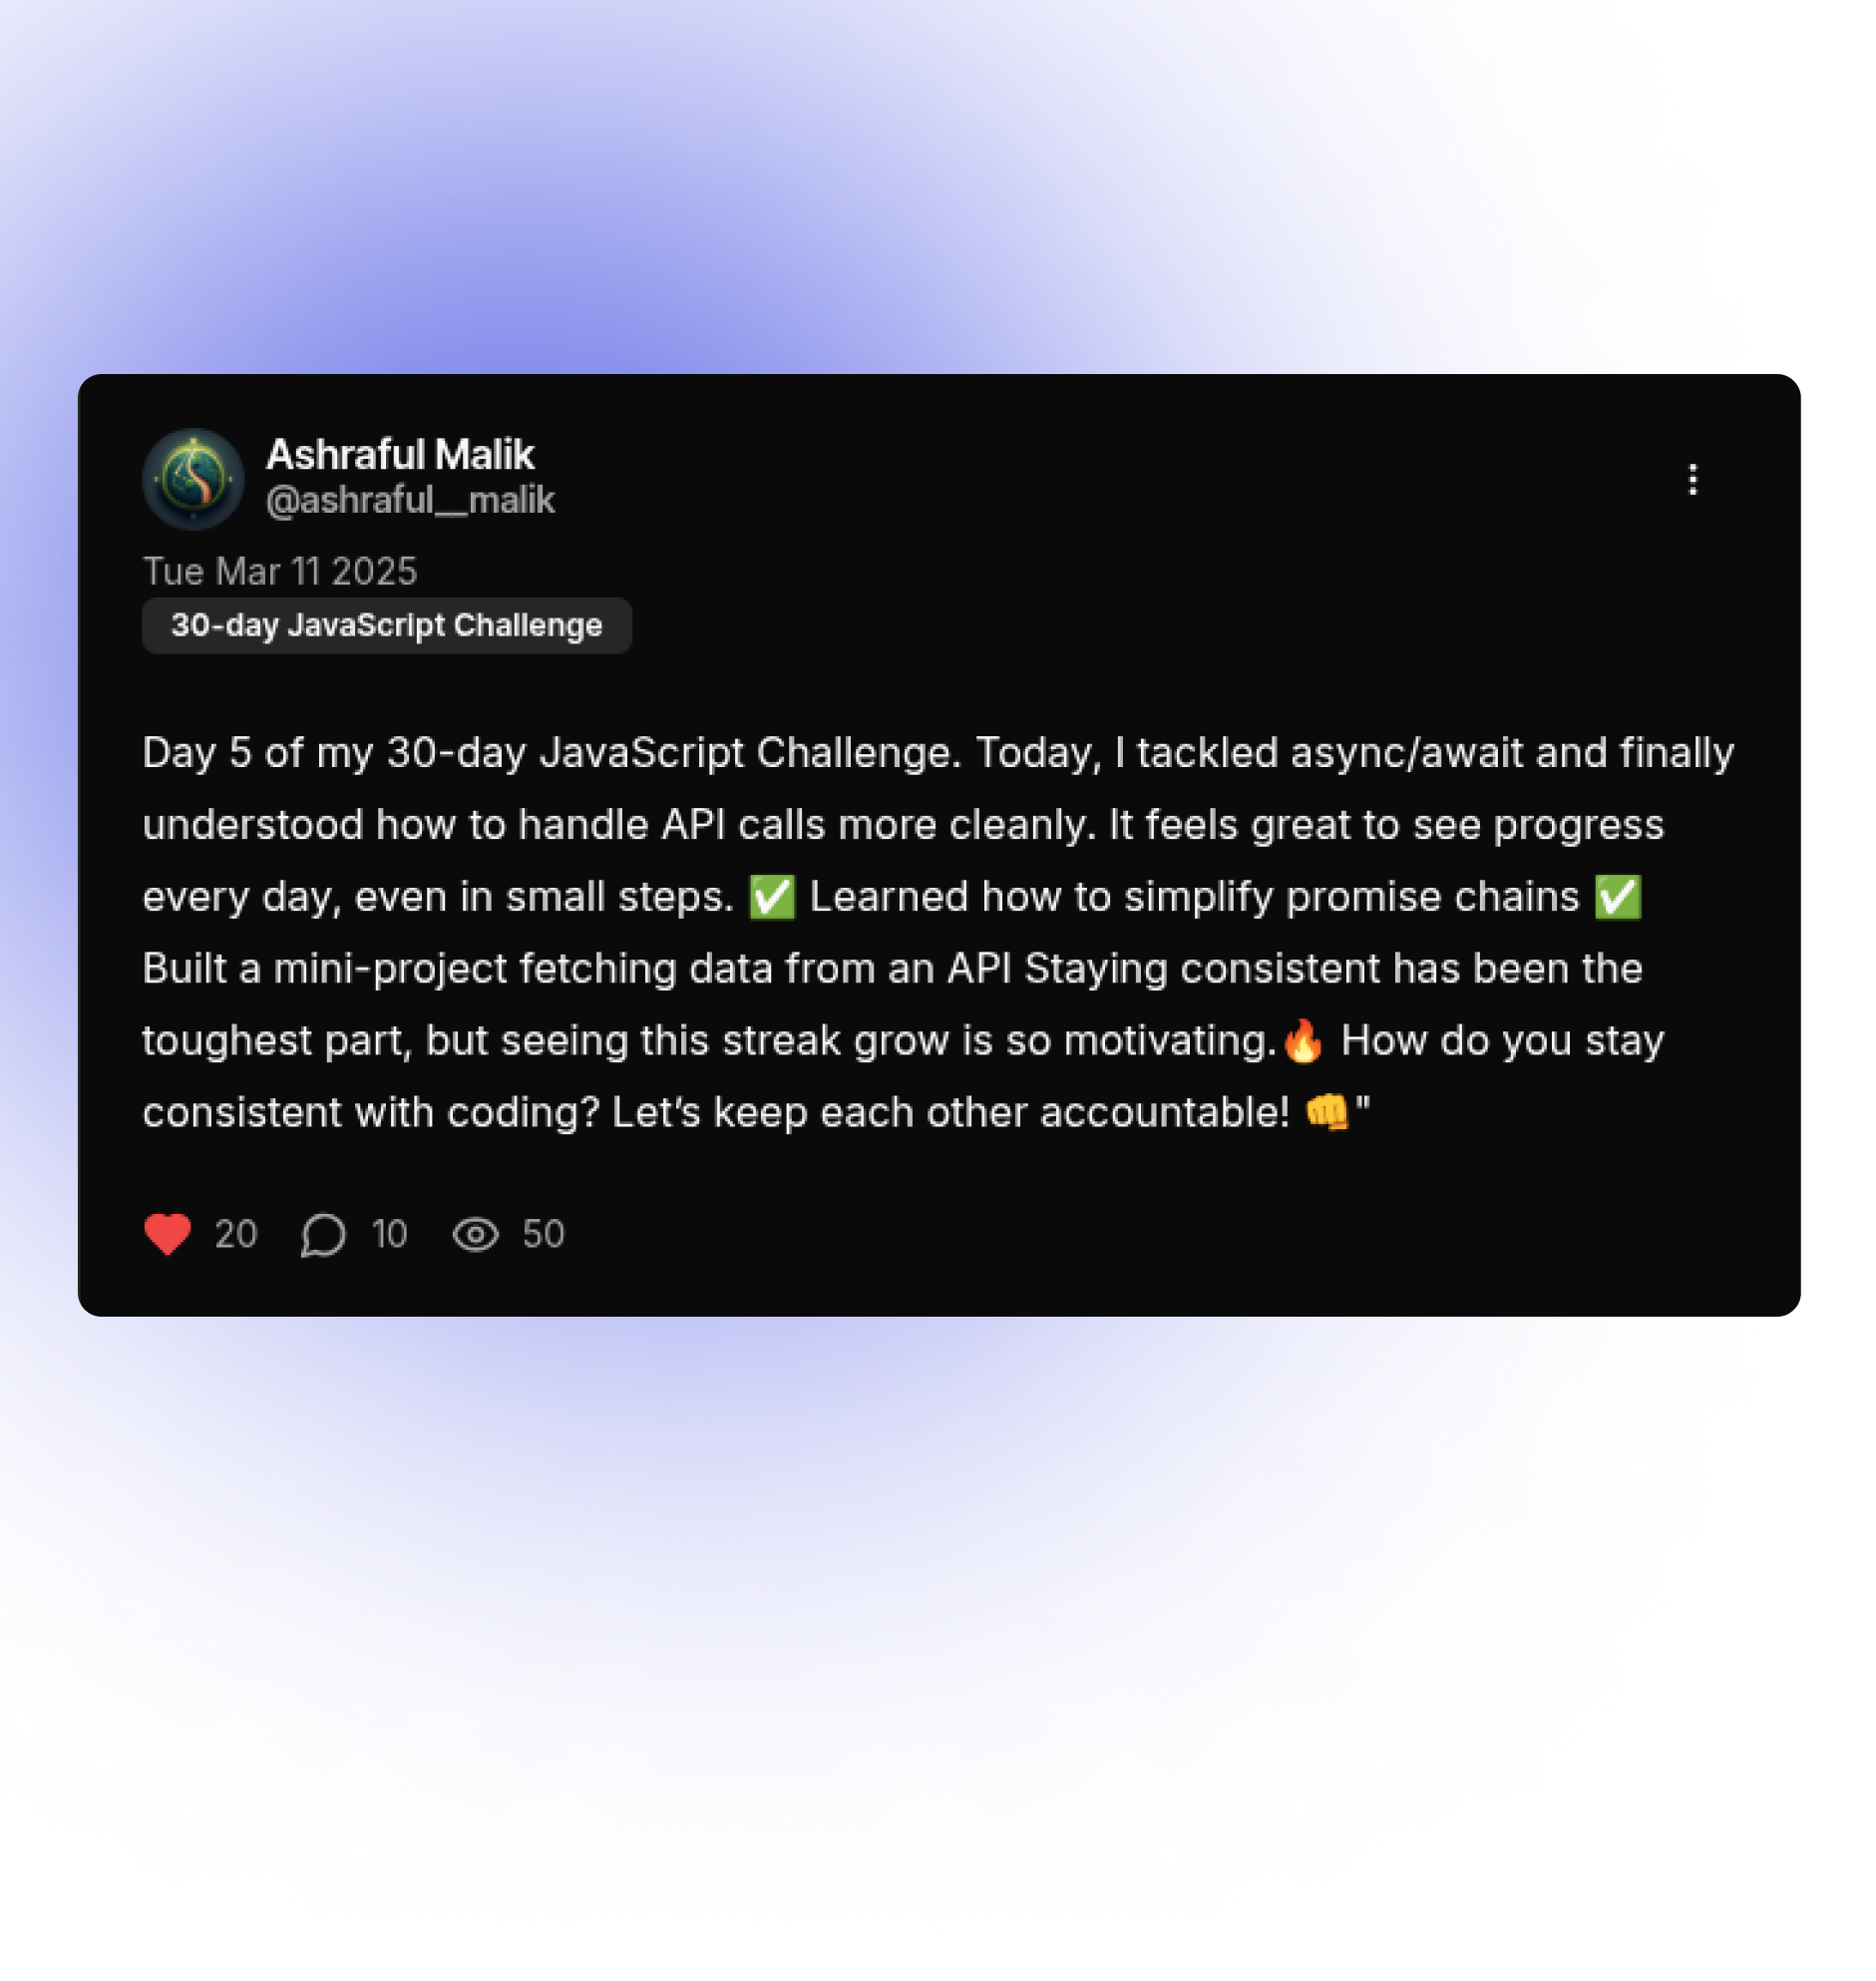 Ashraful Malik
@ashraful__malik
Tue Mar 11 2025
30-day JavaScript Challenge
Day 5 of my 30-day JavaScript Challenge. Today, I tackled async/await and finally
understood how to handle API calls more cleanly. It feels great to see progress
every day, even in small steps. ✅ Learned how to simplify promise chains ✅
Built a mini-project fetching data from an API Staying consistent has been the
toughest part, but seeing this streak grow is so motivating.🔥 How do you stay
consistent with coding? Let’s keep each other accountable! 👊"
20 10 50